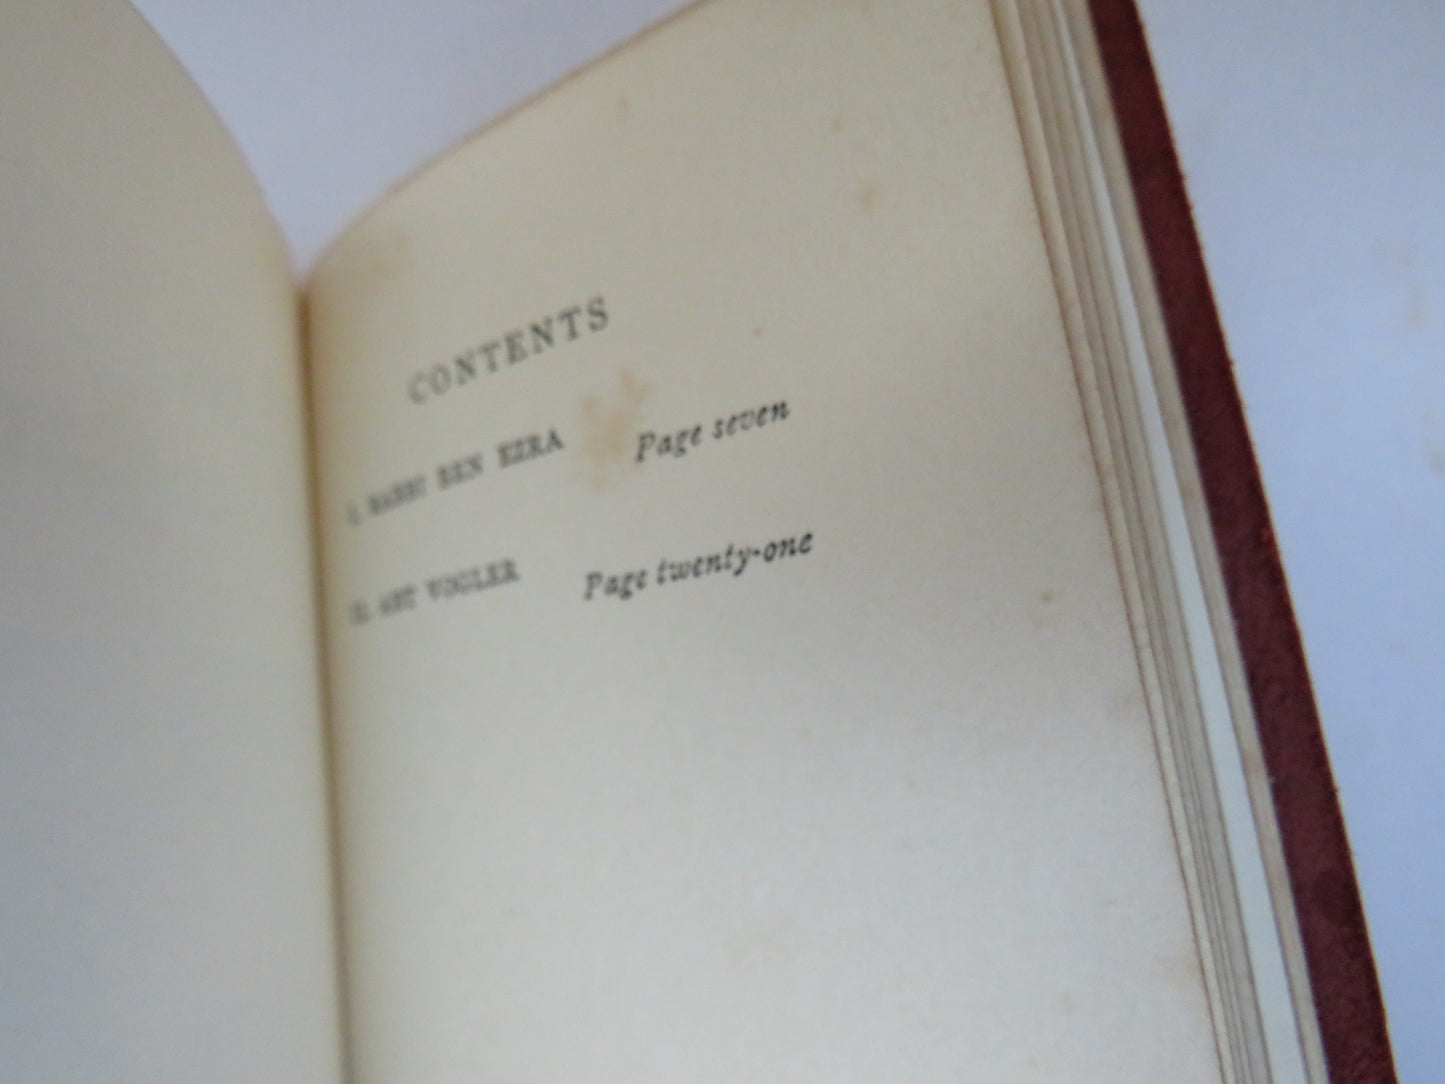 CONTENTS
I. RABBI BEN EZRA Page seven
II. ABT VOGLER Page twenty-one